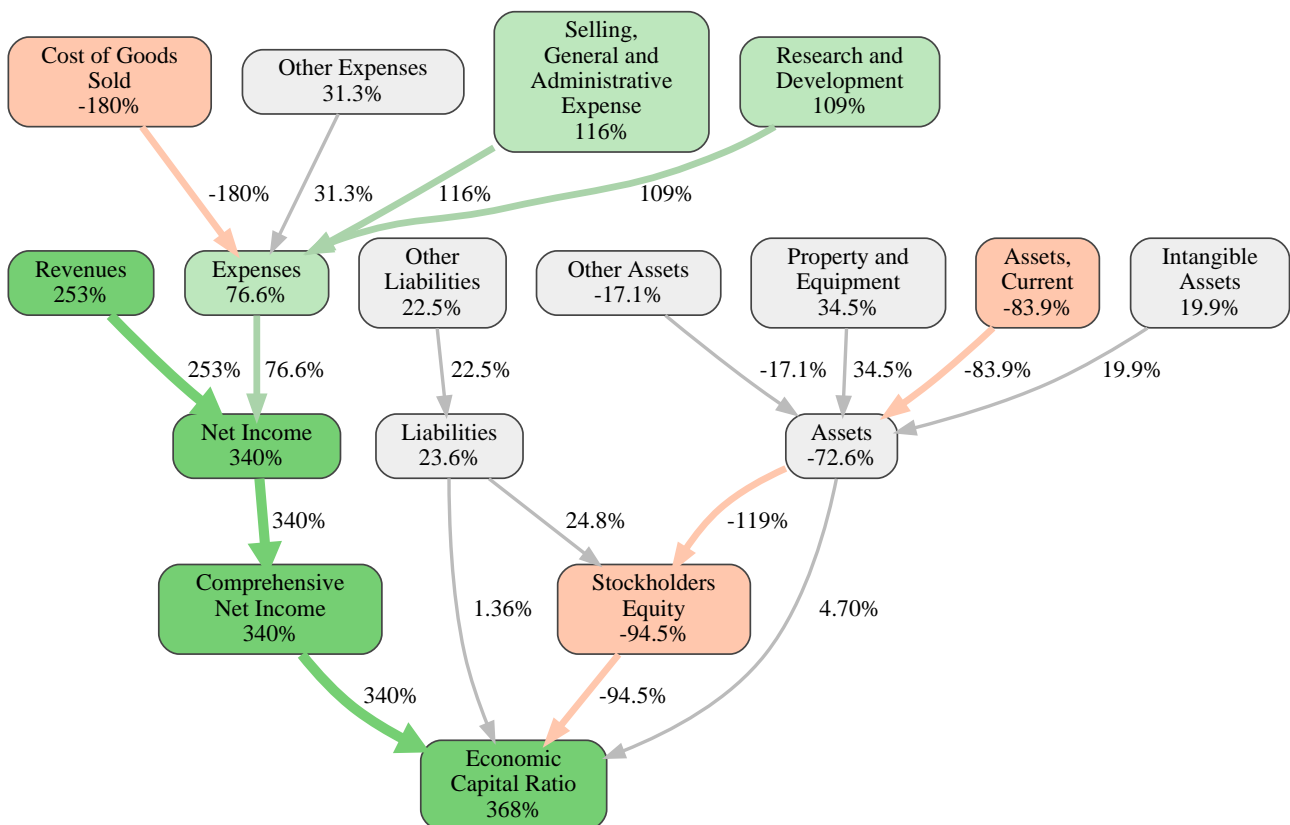 Cost of Goods
Sold
-180%
Other Expenses
31.3%
Selling,
General and
Administrative
Expense
116%
Research and
Development
109%
-180%
31.3%
116%
109%
Revenues
253%
Expenses
76.6%
Other
Liabilities
22.5%
Other Assets
-17.1%
Property and
Equipment
34.5%
Assets,
Current
-83.9%
Intangible
Assets
19.9%
253%
76.6%
22.5%
-17.1%
34.5%
-83.9%
19.9%
Net Income
340%
Liabilities
23.6%
Assets
-72.6%
340%
24.8%
-119%
Comprehensive
Net Income
340%
1.36%
Stockholders
Equity
-94.5%
4.70%
340%
-94.5%
Economic
Capital Ratio
368%